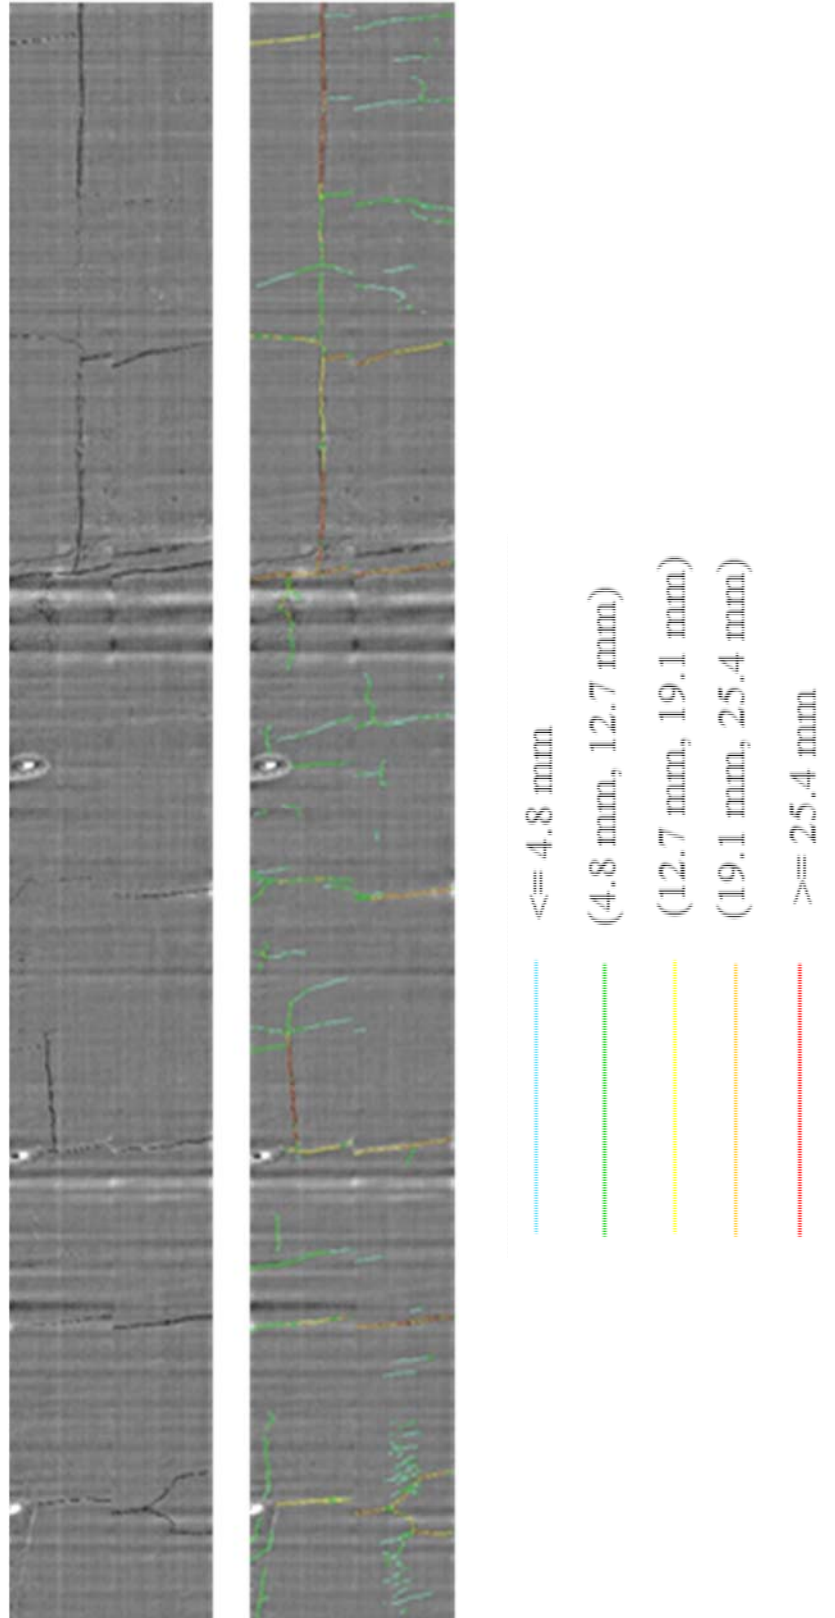 <= 4.8 mm
(4.8 mm, 12.7 mm)
(12.7 mm, 19.1 mm)
(19.1 mm, 25.4 mm)
>= 25.4 mm